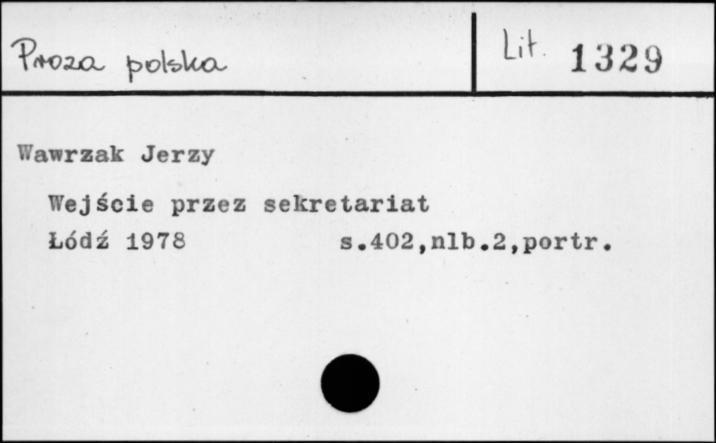 Proza polska
Lit. 1329
Wawrzak Jerzy
Wejście przez sekretariat
Łódź 1978 s.402,nlb.2,portr.